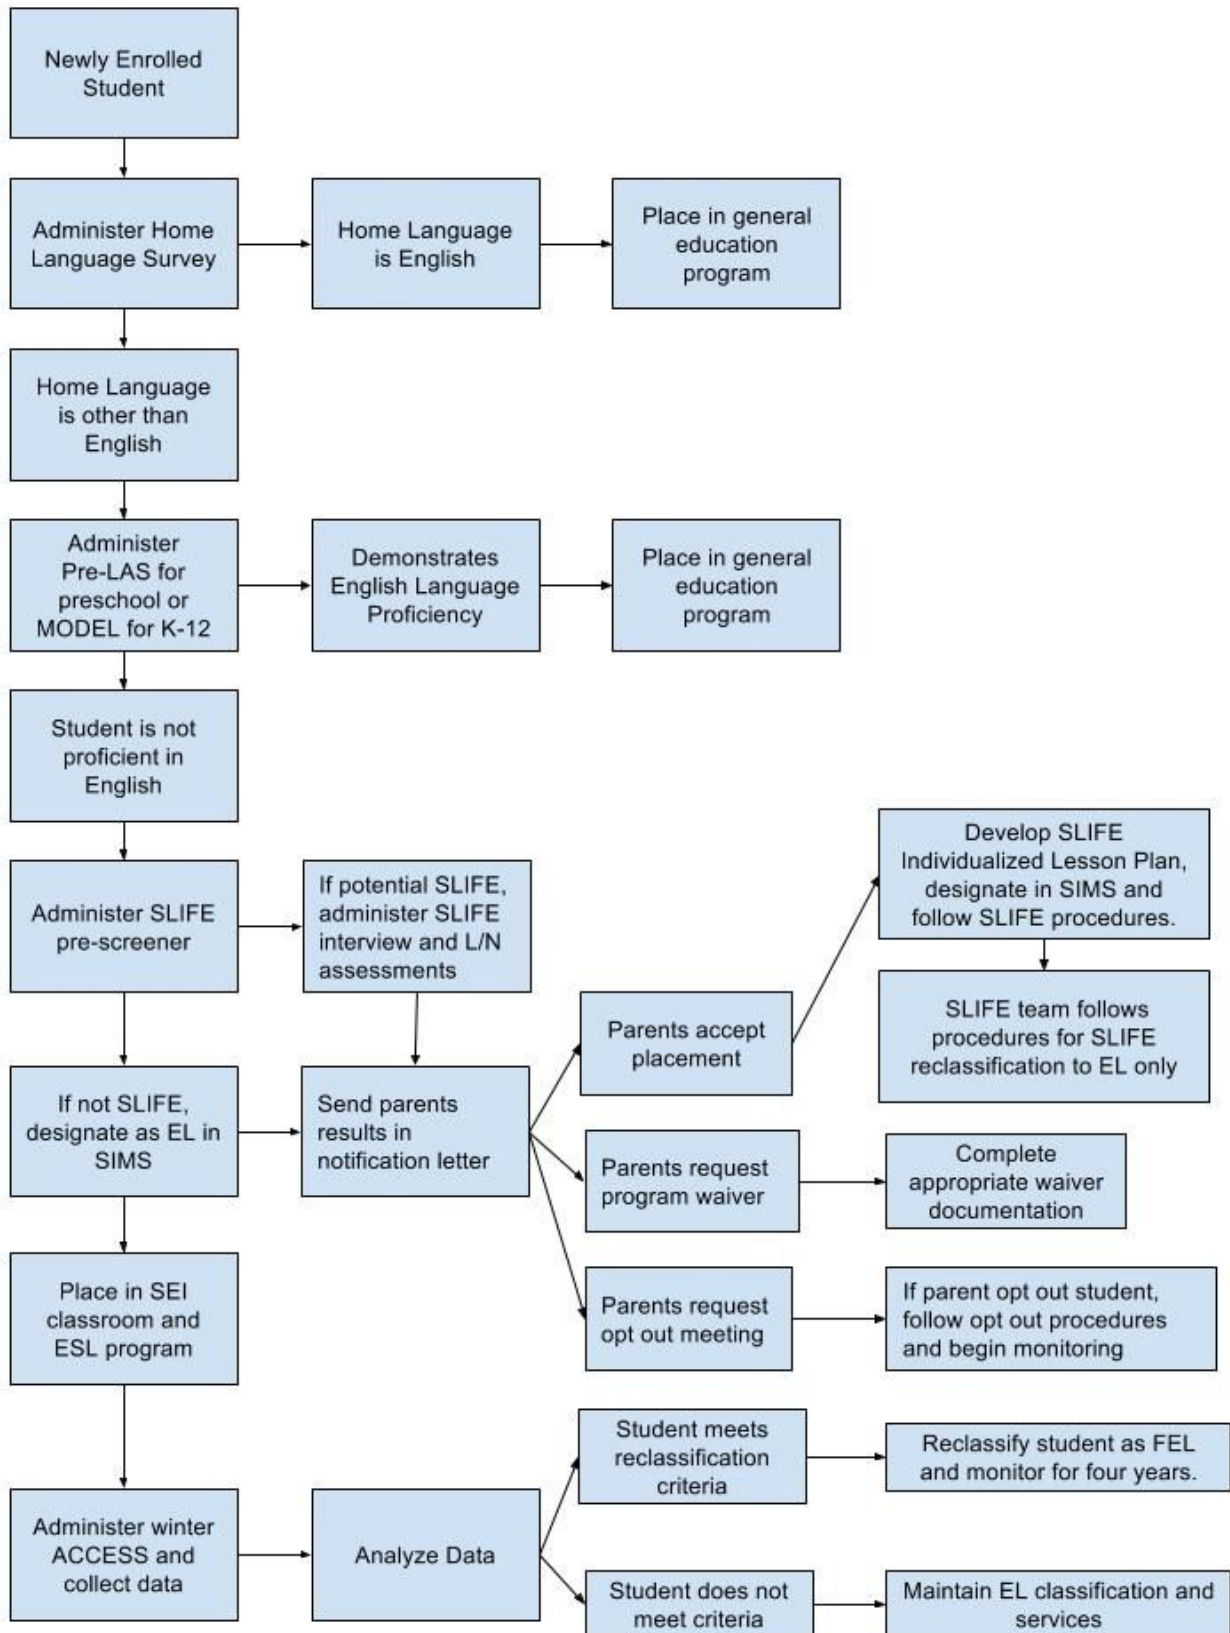 Newly Enrolled
Student
Administer Home
Language Survey
Home Language
is English
Place in general
education
program
Home Language
is other than
English
Administer
Pre-LAS for
preschool or
MODEL for K-12
Demonstrates
English Language
Proficiency
Place in general
education
program
Student is not
proficient in
English
Administer SLIFE
pre-screener
If potential SLIFE,
administer SLIFE
interview and L/N
assessments
Develop SLIFE
Individualized Lesson Plan,
designate in SIMS and
follow SLIFE procedures.
SLIFE team follows
procedures for SLIFE
reclassification to EL only
Parents accept
placement
If not SLIFE,
designate as EL in
SIMS
Send parents
results in
notification letter
Parents request
program waiver
Complete
appropriate waiver
documentation
Place in SEI
classroom and
ESL program
Parents request
opt out meeting
If parent opt out student,
follow opt out procedures
and begin monitoring
Student meets
reclassification
criteria
Reclassify student as FEL
and monitor for four years.
Administer winter
ACCESS and
collect data
Analyze Data
Student does not
meet criteria
Maintain EL classification and
services